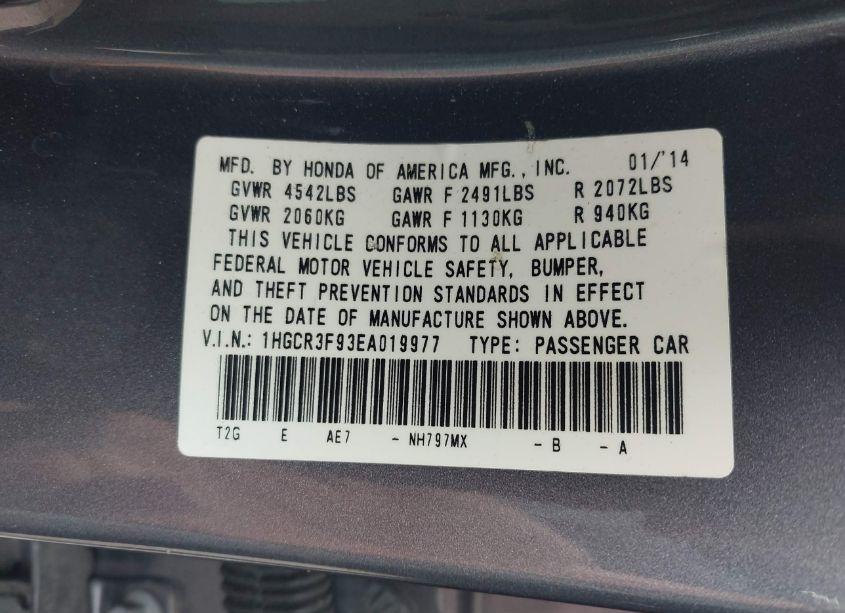 MFD. BY HONDA OF AMERICA MFG., INC. 01/'14
GVWR 4542LBS GAWR F 2491LBS R 2072LBS
GVWR 2060KG GAWR F 1130KG R 940KG
THIS VEHICLE CONFORMS TO ALL APPLICABLE
FEDERAL MOTOR VEHICLE SAFETY, BUMPER,
AND THEFT PREVENTION STANDARDS IN EFFECT
ON THE DATE OF MANUFACTURE SHOWN ABOVE.
V.I.N.: 1HGCR3F93EA019977 TYPE: PASSENGER CAR
T2G E AE7 - NH797MX - B - A